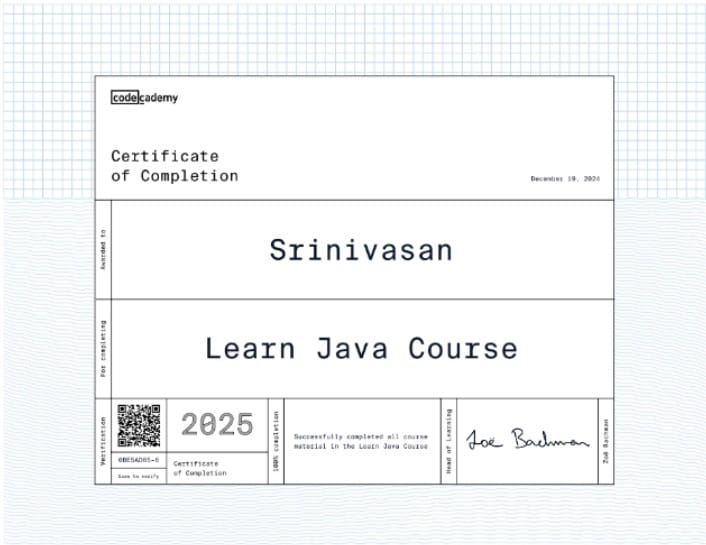 codecademy
Certificate
of Completion
December 19, 2024
Awarded to
Srinivasan
For completing
Learn Java Course
Verification
0BE5AD65-6
Scan to verify
2025
Certificate
of Completion
100% completion
Successfully completed all course
material in the Learn Java Course
Head of Learning
Zoë Bachman
Zoë Bachman